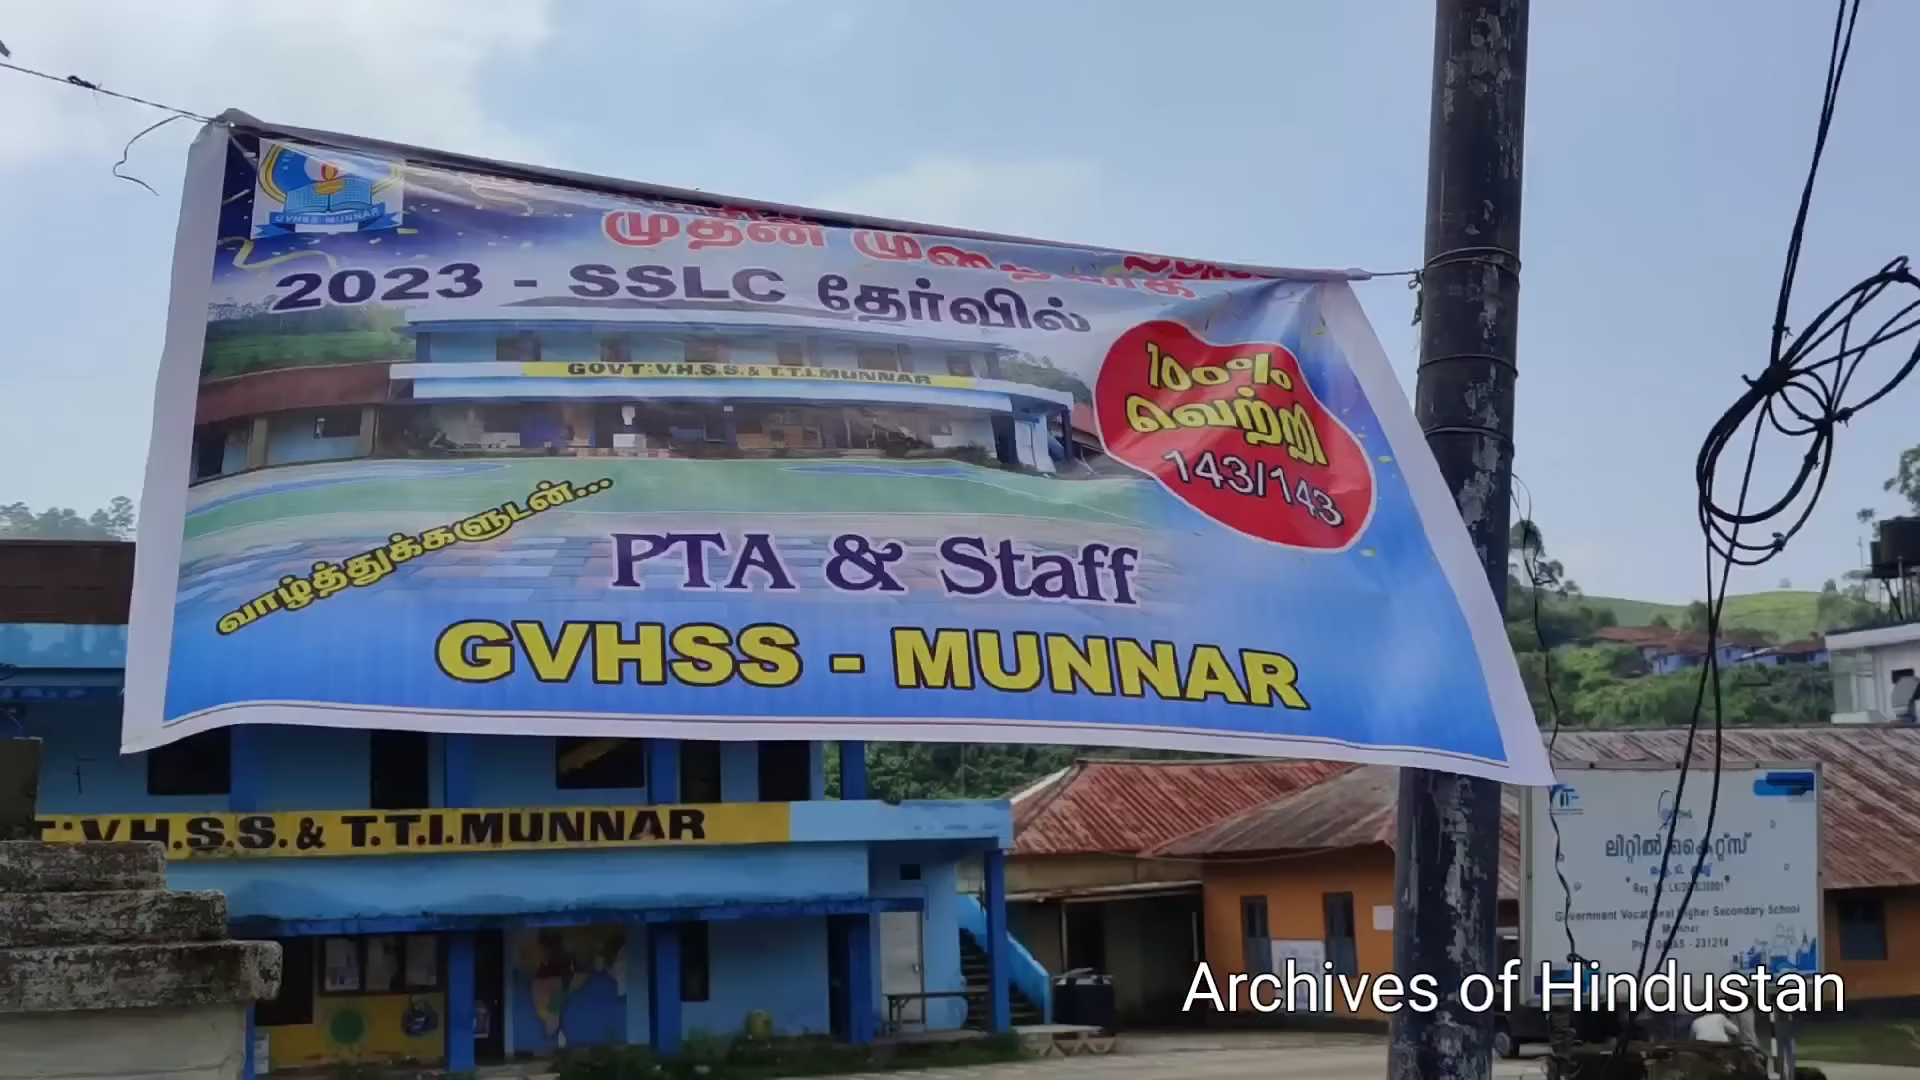 GVHSS-MUNNAR
முதன் முறையாக
2023 - SSLC தேர்வில்
GOVT:V.H.S.S.& T.T.I.MUNNAR
100%
வெற்றி
143/143
வாழ்த்துக்களுடன்...
PTA & Staff
GVHSS - MUNNAR
T:V.H.S.S.& T.T.I.MUNNAR
ലിറ്റിൽ കൈറ്റ്സ്
Government Vocational Higher Secondary School
Munnar
Archives of Hindustan